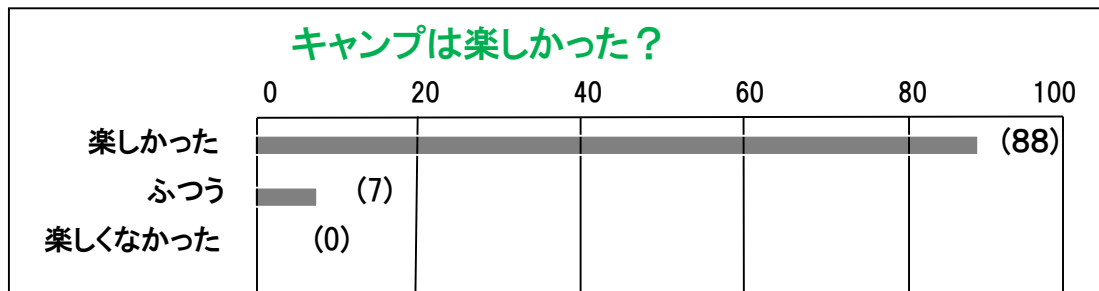 キャンプは楽しかった？
0 20 40 60 80 100
楽しかった (88)
ふつう (7)
楽しくなかった (0)